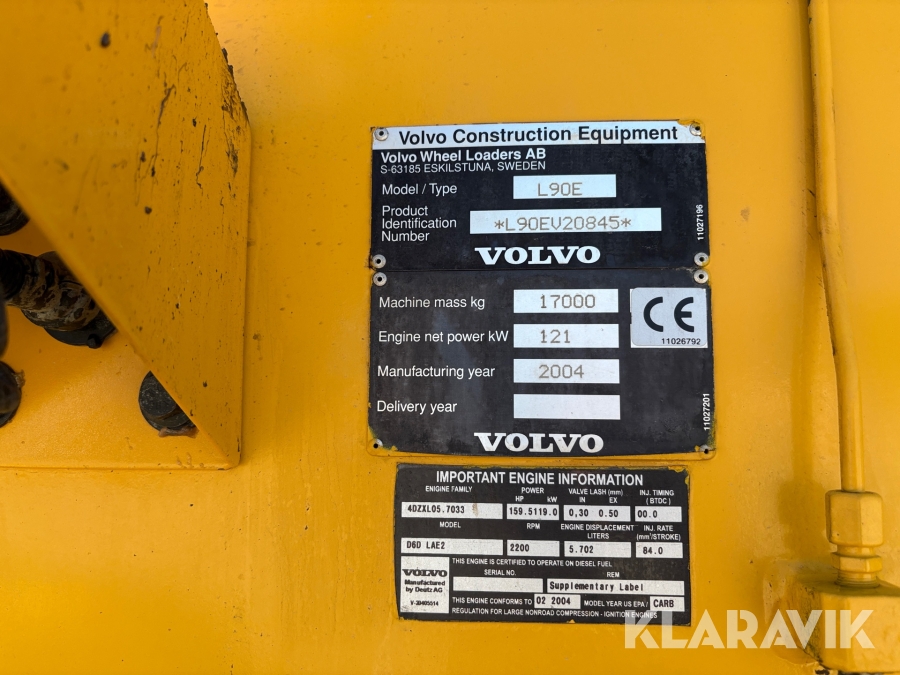 Volvo Construction Equipment
Volvo Wheel Loaders AB
S-63185 ESKILSTUNA, SWEDEN
Model / Type L90E
Product
Identification
Number *L90EV20845*
11027196
VOLVO
Machine mass kg 17000
Engine net power kW 121
CE
11026792
Manufacturing year 2004
Delivery year
11027201
VOLVO
IMPORTANT ENGINE INFORMATION
ENIGINE FAMILY POWER VALVE LASH (mm) INJ. TIMING
HP kW IN EX ( BTDC )
4DZXL05.7033 159.5 119.0 0,30 0.50 00.0
MODEL RPM ENGINE DISPLACEMENT INJ. RATE
LITERS (mm³/STROKE)
D6D LAE2 2200 5.702 84.0
THIS ENGINE IS CERTIFIED TO OPERATE ON DIESEL FUEL
VOLVO SERIAL NO. REM
Manufactured
by Deutz AG Supplementary Label
V-20405514
THIS ENGINE CONFORMS TO 02 2004 MODEL YEAR US EPA / CARB
REGULATION FOR LARGE NONROAD COMPRESSION - IGNITION ENGINES
KLARAVIK